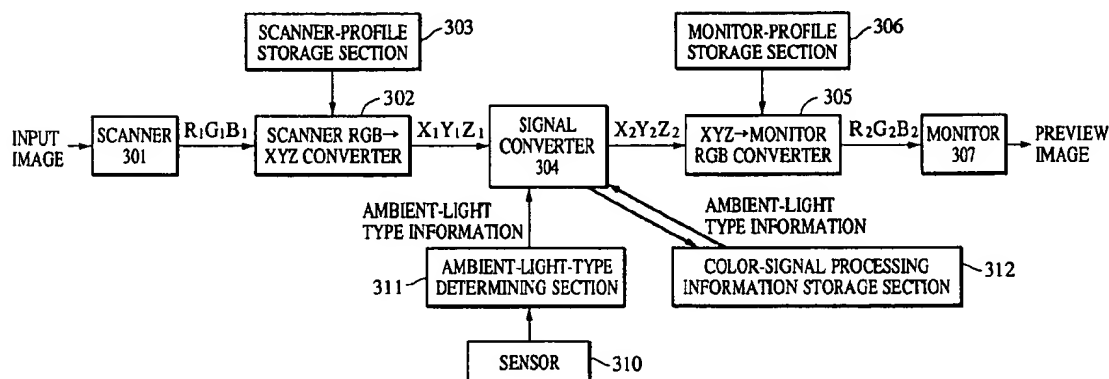 SCANNER-PROFILE
STORAGE SECTION
303
MONITOR-PROFILE
STORAGE SECTION
306
INPUT
IMAGE
SCANNER
301
R1G1B1
302
SCANNER RGB→
XYZ CONVERTER
X1Y1Z1
SIGNAL
CONVERTER
304
X2Y2Z2
305
XYZ→MONITOR
RGB CONVERTER
R2G2B2
MONITOR
307
PREVIEW
IMAGE
AMBIENT-LIGHT
TYPE INFORMATION
AMBIENT-LIGHT
TYPE INFORMATION
311
AMBIENT-LIGHT-TYPE
DETERMINING SECTION
COLOR-SIGNAL PROCESSING
INFORMATION STORAGE SECTION
312
SENSOR
310